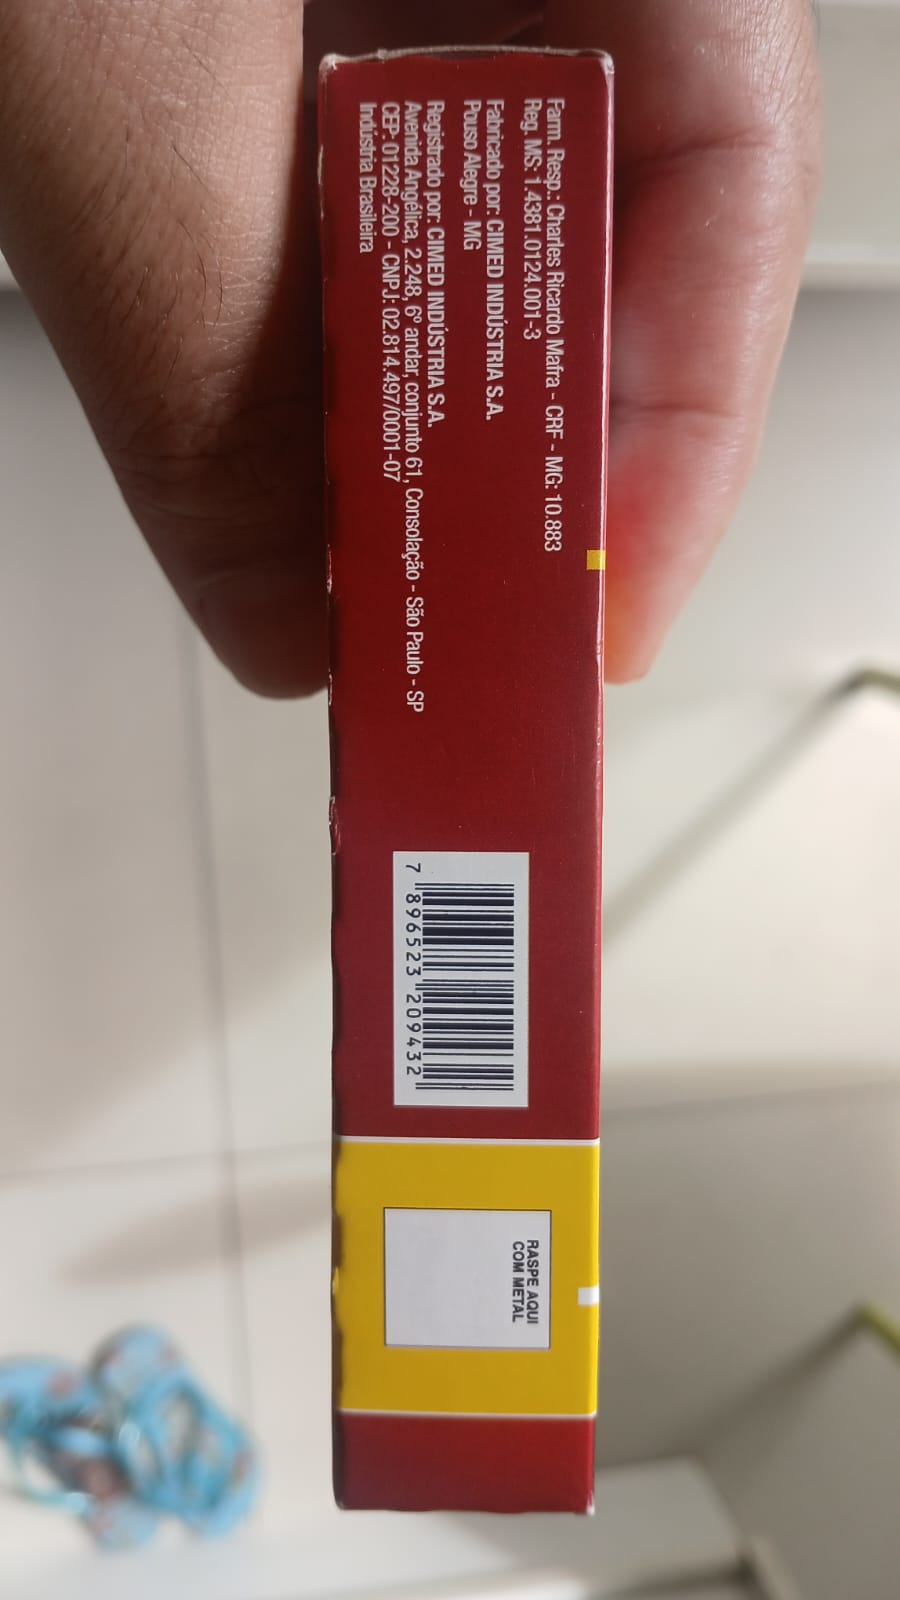 Farm. Resp.: Charles Ricardo Mafra - CRF - MG: 10.883
Reg. MS: 1.4381.0124.001-3
Fabricado por: CIMED INDÚSTRIA S.A.
Pouso Alegre - MG
Registrado por: CIMED INDÚSTRIA S.A.
Avenida Angélica, 2.248, 6º andar, conjunto 61, Consolação - São Paulo - SP
CEP: 01228-200 - CNPJ: 02.814.497/0001-07
Indústria Brasileira
7 896523 209432
RASPE AQUI
COM METAL